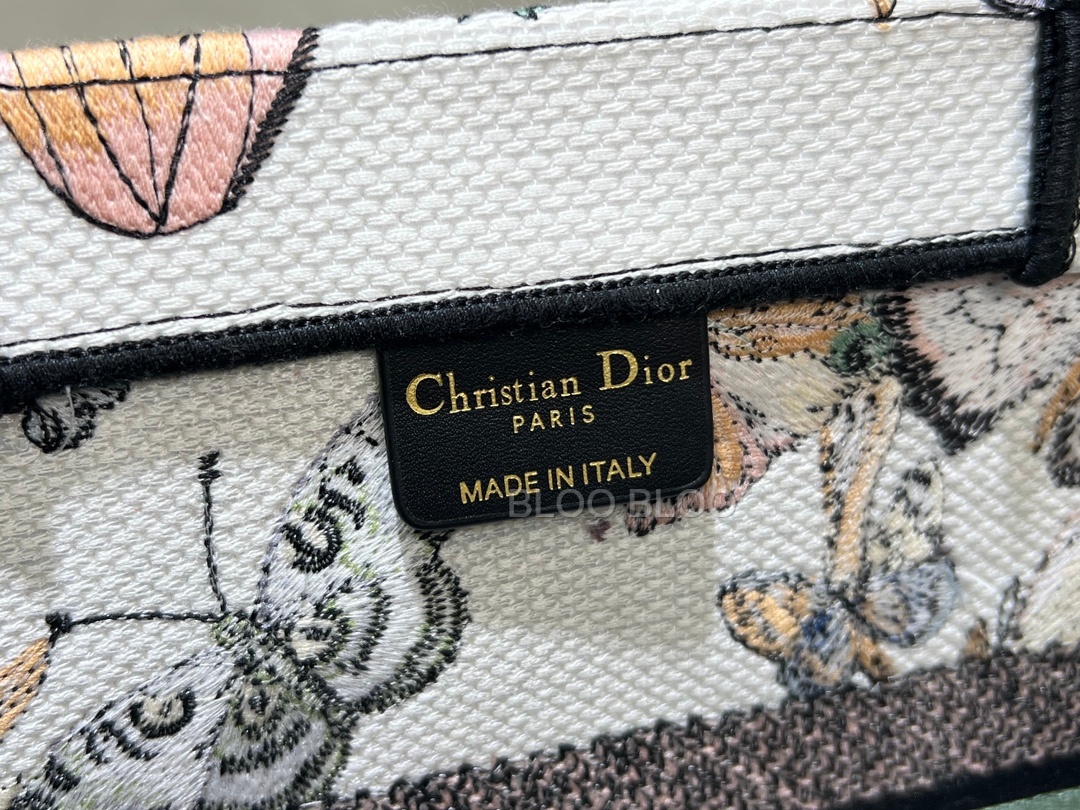 Christian Dior
PARIS
MADE IN ITALY
BLOO BLOO